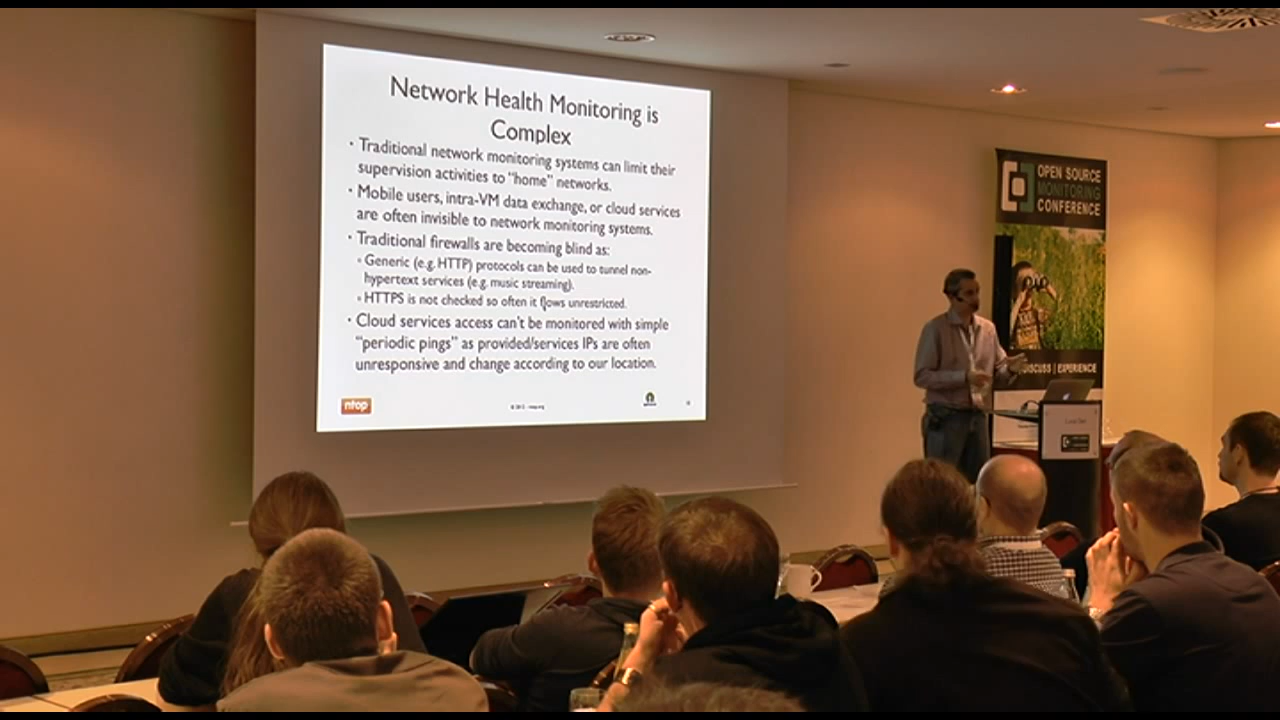 Network Health Monitoring is
Complex
• Traditional network monitoring systems can limit their
supervision activities to “home” networks.
• Mobile users, intra-VM data exchange, or cloud services
are often invisible to network monitoring systems.
• Traditional firewalls are becoming blind as:
◦ Generic (e.g. HTTP) protocols can be used to tunnel non-
hypertext services (e.g. music streaming).
◦ HTTPS is not checked so often it flows unrestricted.
• Cloud services access can't be monitored with simple
“periodic pings” as provided/services IPs are often
unresponsive and change according to our location.
ntop
OPEN SOURCE
MONITORING
CONFERENCE
DISCUSS | EXPERIENCE